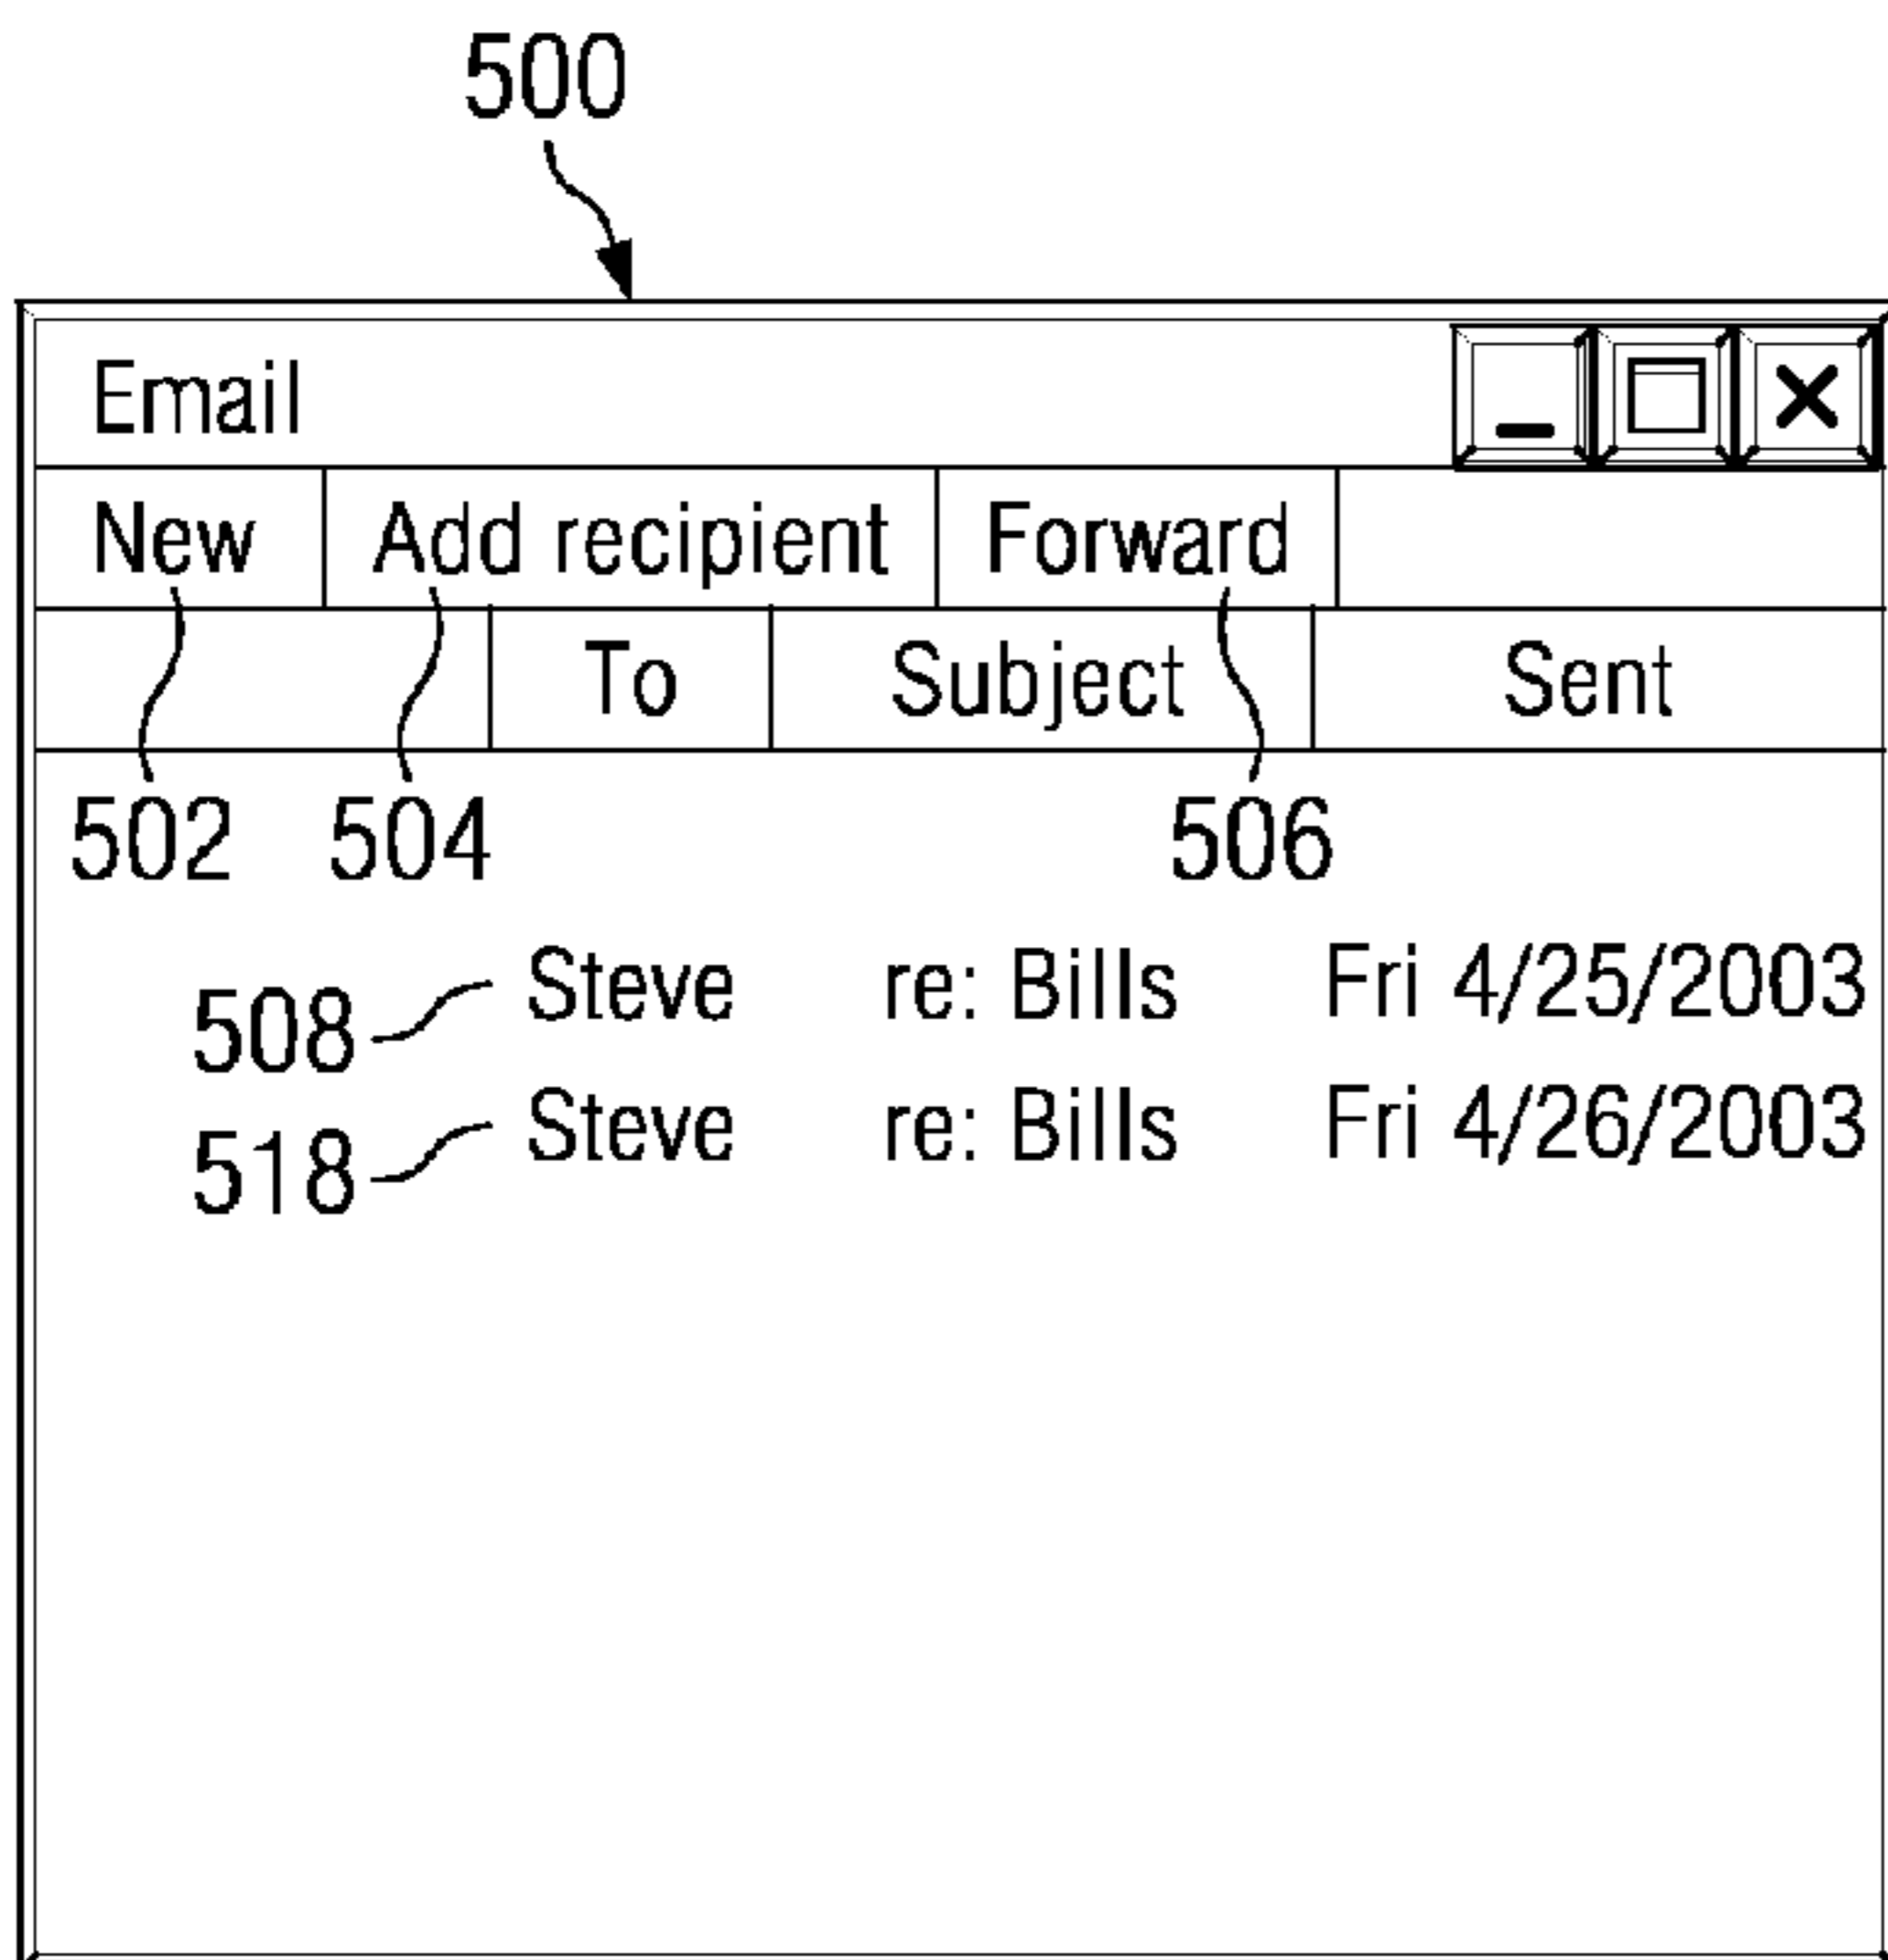 500
Email
New Add recipient Forward
To Subject Sent
502 504 506
508 Steve re: Bills Fri 4/25/2003
518 Steve re: Bills Fri 4/26/2003